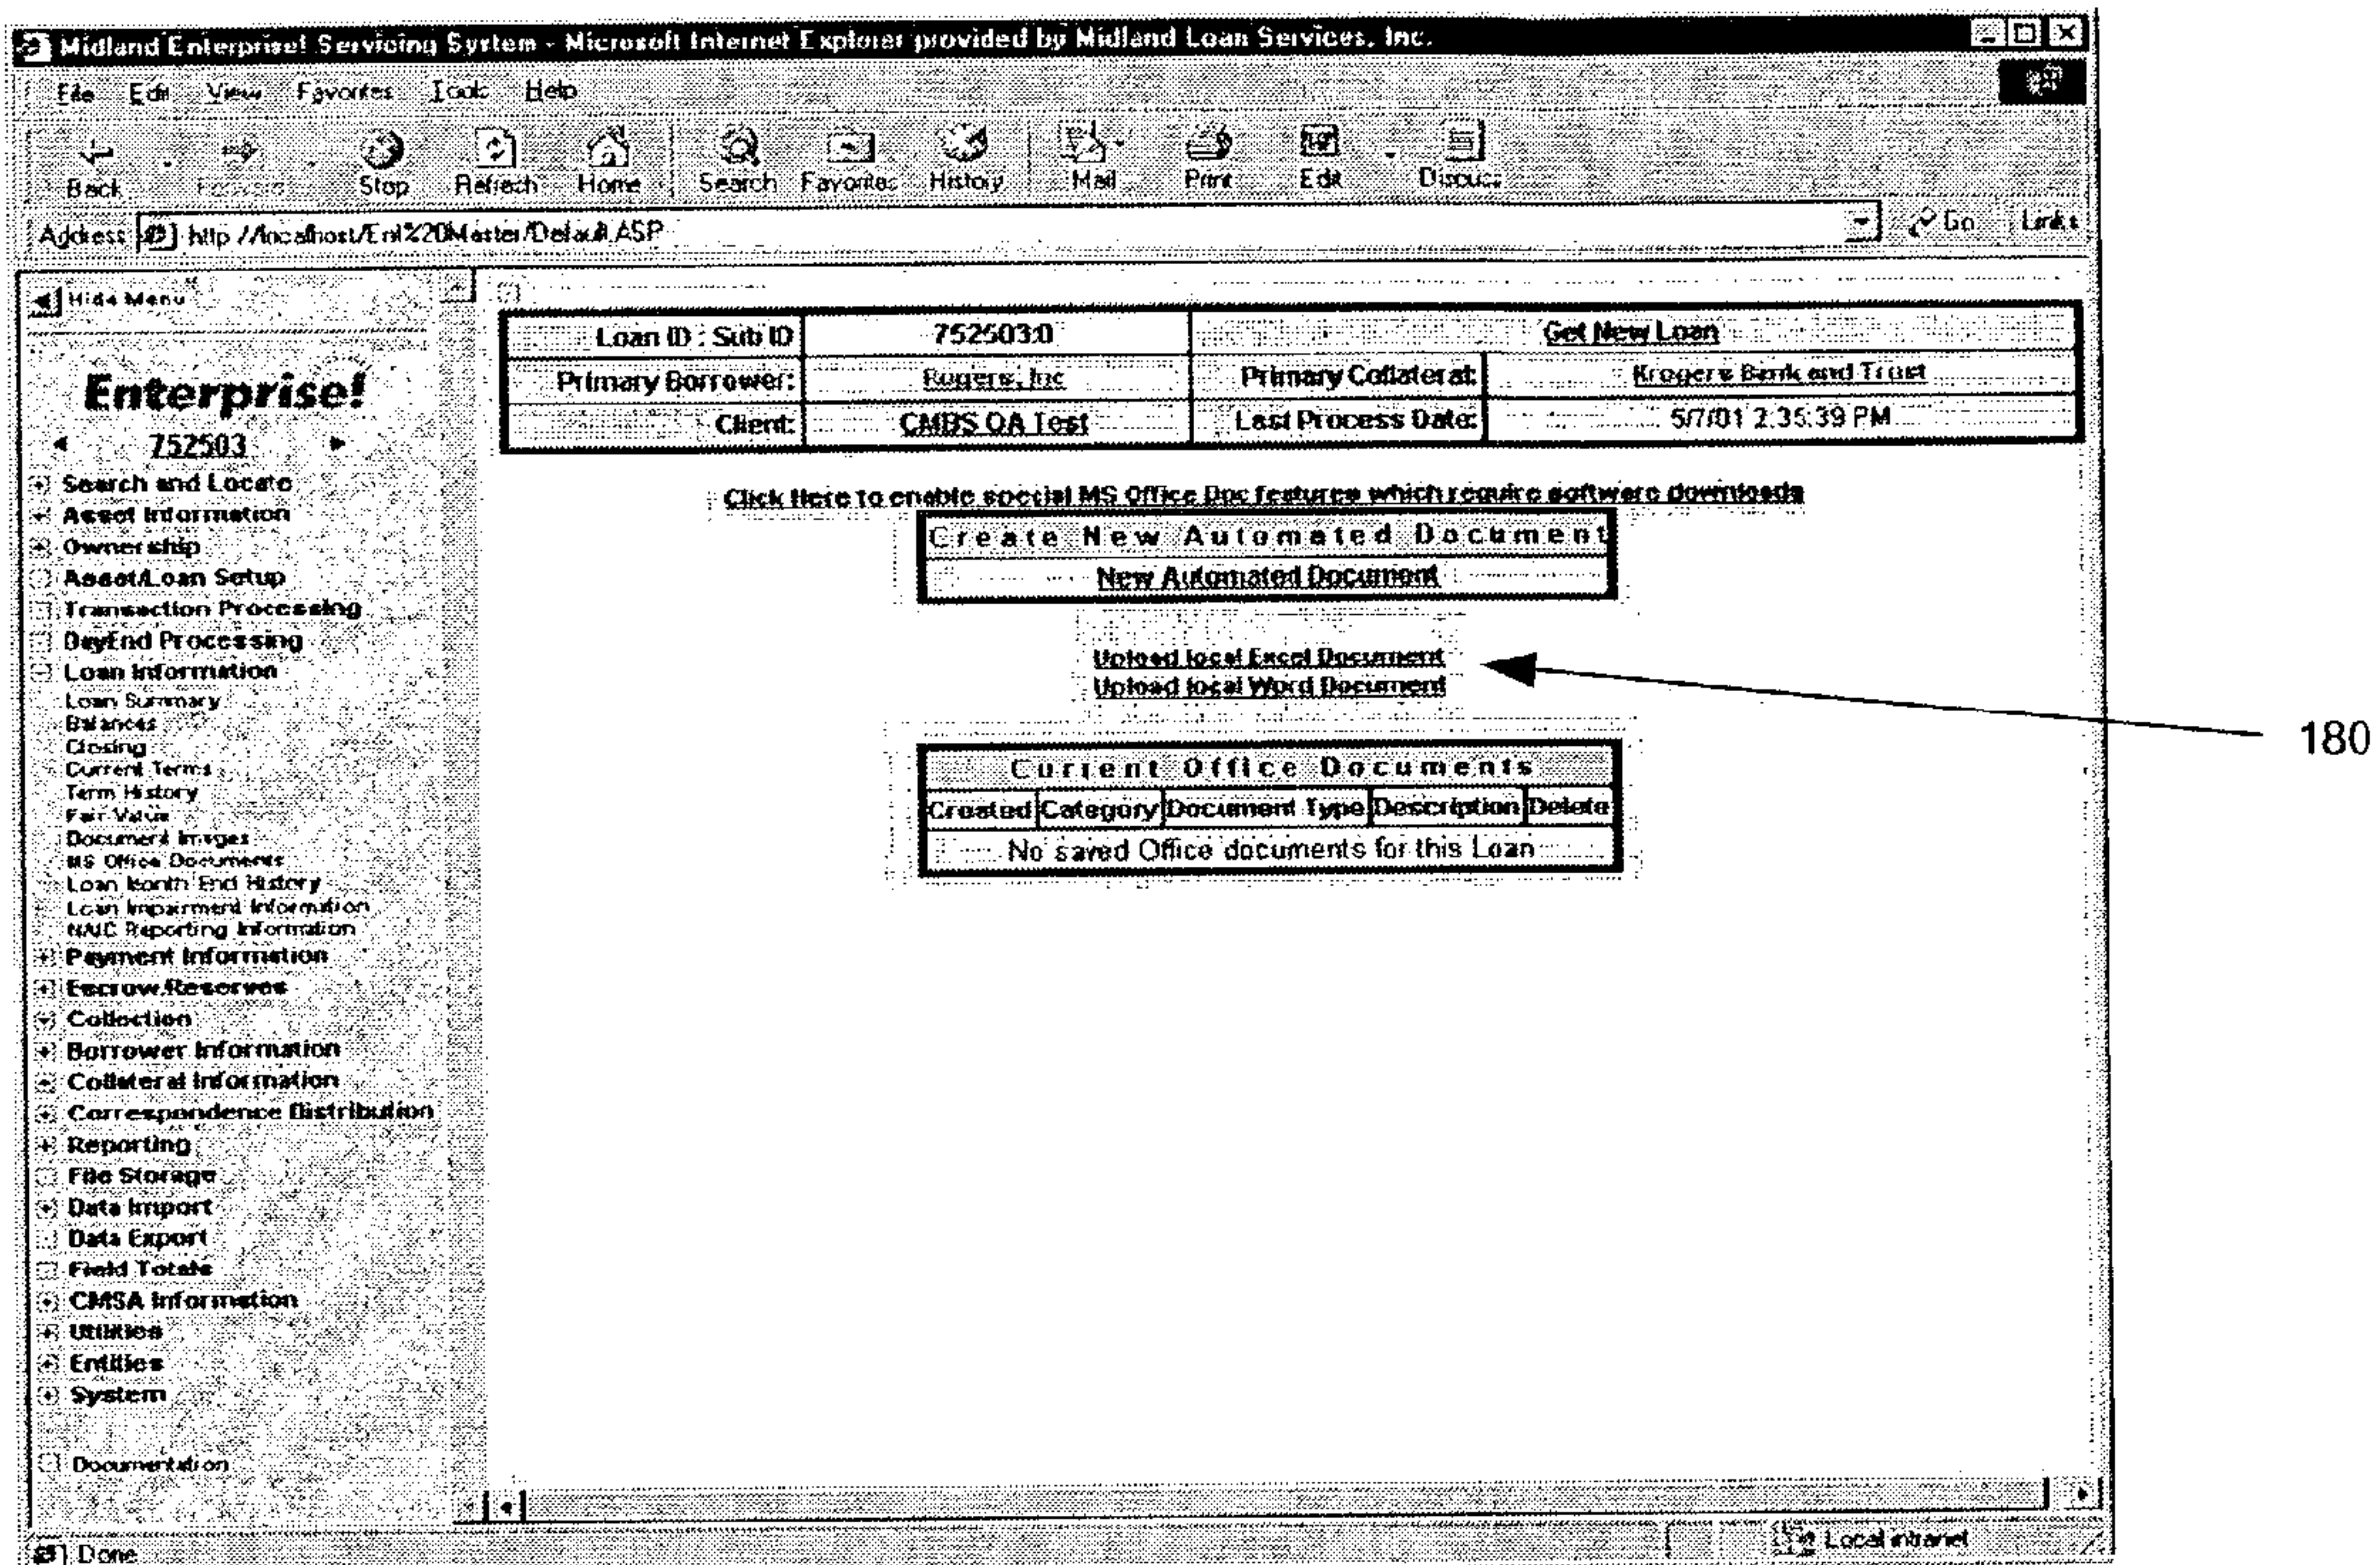 Midland Enterprise! Servicing System - Microsoft Internet Explorer provided by Midland Loan Services, Inc.
File Edit View Favorites Tools Help
Back Forward Stop Refresh Home Search Favorites History Mail Print Edit Discuss
Address http://localhost/Ent%20Master/Default.ASP Go Links
Hide Menu
Enterprise!
752503
Search and Locate
Asset Information
Ownership
Asset/Loan Setup
Transaction Processing
DayEnd Processing
Loan Information
Loan Summary
Balances
Closing
Current Terms
Term History
Fair Value
Document Images
MS Office Documents
Loan Month End History
Loan Impairment Information
NAIC Reporting Information
Payment Information
Escrow/Reserves
Collection
Borrower Information
Collateral Information
Correspondence Distribution
Reporting
File Storage
Data Import
Data Export
Field Totals
CMSA Information
Utilities
Entities
System
Documentation
Loan ID : Sub ID 752503:0 Get New Loan
Primary Borrower: Rogers, Inc Primary Collateral: Krogers Bank and Trust
Client: CMBS QA Test Last Process Date: 5/7/01 2:35:39 PM
Click Here to enable special MS Office Doc features which require software downloads
Create New Automated Document
New Automated Document
Upload local Excel Document
Upload local Word Document
180
Current Office Documents
Created Category Document Type Description Delete
No saved Office documents for this Loan
Done Local intranet